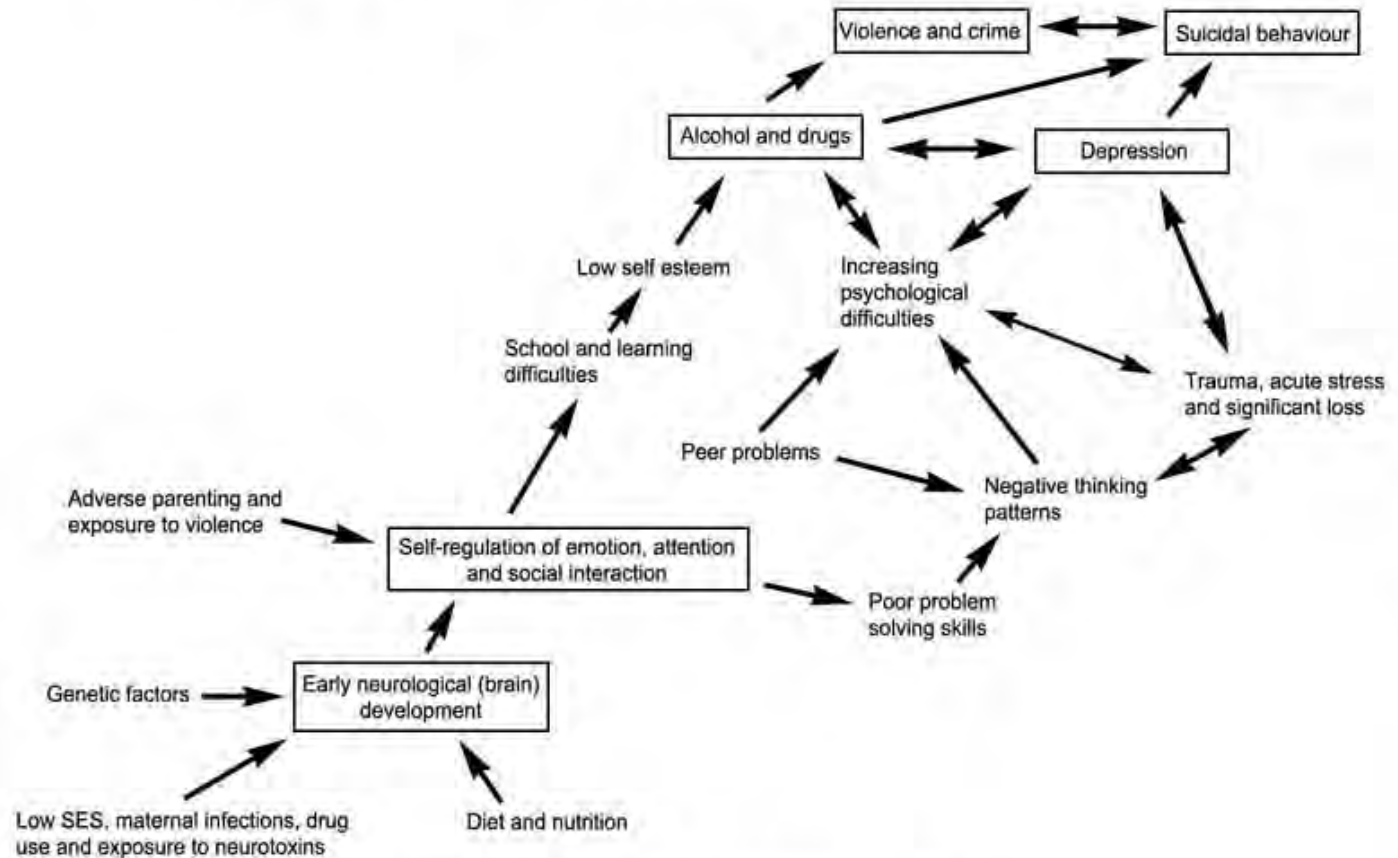 Violence and crime
Suicidal behaviour
Alcohol and drugs
Depression
Low self esteem
Increasing
psychological
difficulties
School and learning
difficulties
Trauma, acute stress
and significant loss
Peer problems
Negative thinking
patterns
Adverse parenting and
exposure to violence
Self-regulation of emotion, attention
and social interaction
Poor problem
solving skills
Genetic factors
Early neurological (brain)
development
Low SES, maternal infections, drug
use and exposure to neurotoxins
Diet and nutrition